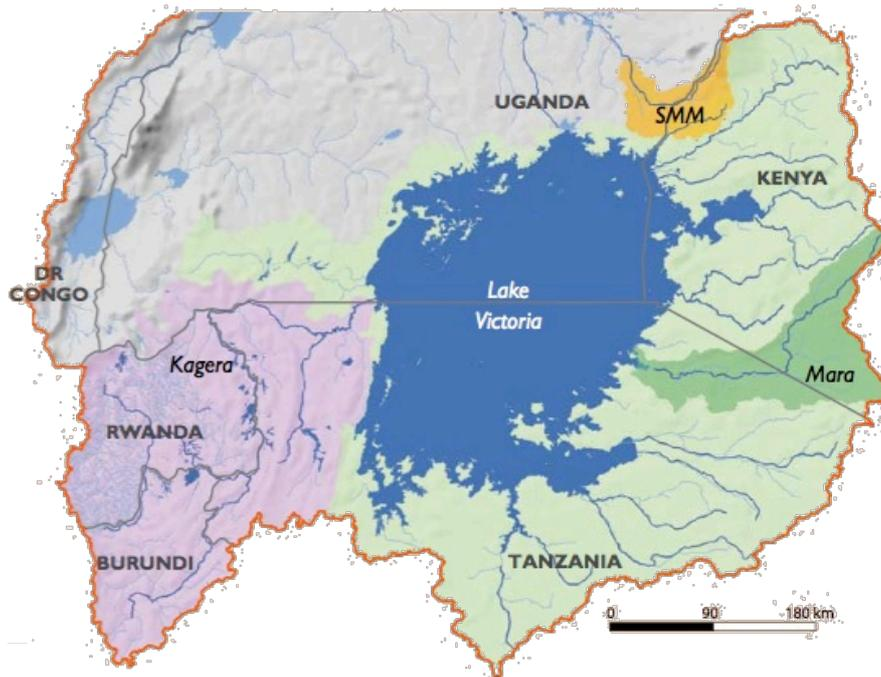 UGANDA
SMM
KENYA
DR
CONGO
Lake
Victoria
Kagera
Mara
RWANDA
BURUNDI
TANZANIA
0 90 180 km